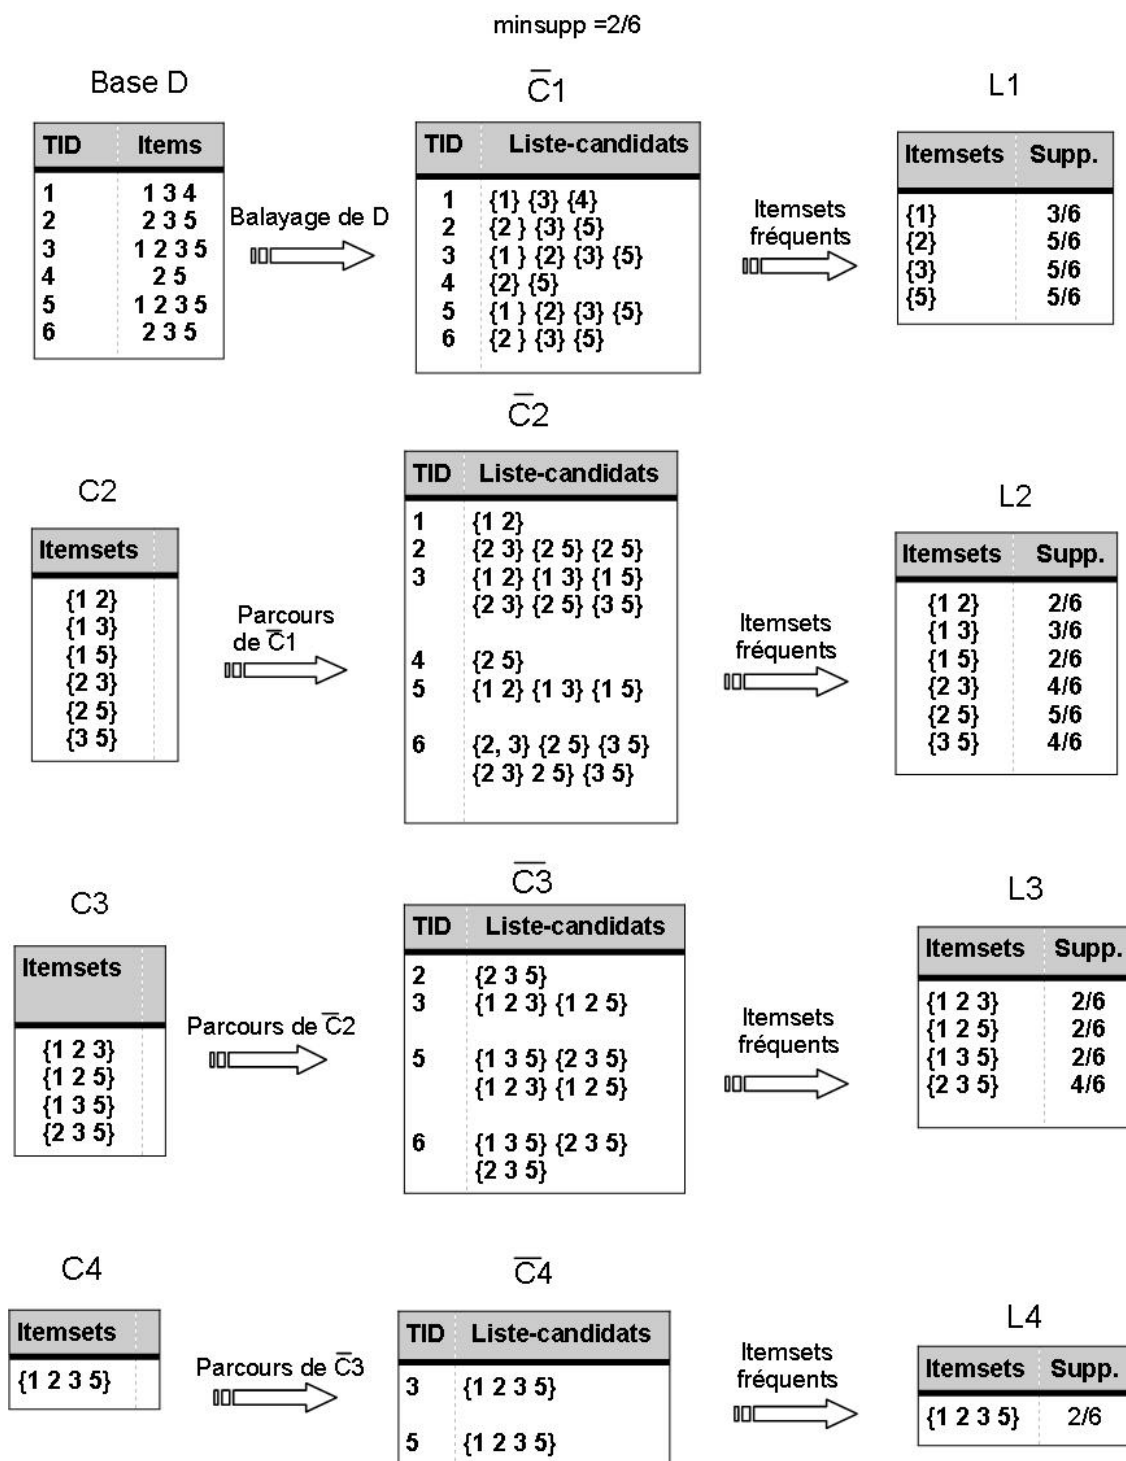 minsupp =2/6
Base D
TID Items
1 1 3 4
2 2 3 5
3 1 2 3 5
4 2 5
5 1 2 3 5
6 2 3 5
Balayage de D
C̅1
TID Liste-candidats
1 {1} {3} {4}
2 {2 } {3} {5}
3 {1 } {2} {3} {5}
4 {2} {5}
5 {1 } {2} {3} {5}
6 {2 } {3} {5}
Itemsets
fréquents
L1
Itemsets Supp.
{1} 3/6
{2} 5/6
{3} 5/6
{5} 5/6
C2
Itemsets
{1 2}
{1 3}
{1 5}
{2 3}
{2 5}
{3 5}
Parcours
de C̅1
C̅2
TID Liste-candidats
1 {1 2}
2 {2 3} {2 5} {2 5}
3 {1 2} {1 3} {1 5}
{2 3} {2 5} {3 5}
4 {2 5}
5 {1 2} {1 3} {1 5}
6 {2, 3} {2 5} {3 5}
{2 3} 2 5} {3 5}
Itemsets
fréquents
L2
Itemsets Supp.
{1 2} 2/6
{1 3} 3/6
{1 5} 2/6
{2 3} 4/6
{2 5} 5/6
{3 5} 4/6
C3
Itemsets
{1 2 3}
{1 2 5}
{1 3 5}
{2 3 5}
Parcours de C̅2
C̅3
TID Liste-candidats
2 {2 3 5}
3 {1 2 3} {1 2 5}
5 {1 3 5} {2 3 5}
{1 2 3} {1 2 5}
6 {1 3 5} {2 3 5}
{2 3 5}
Itemsets
fréquents
L3
Itemsets Supp.
{1 2 3} 2/6
{1 2 5} 2/6
{1 3 5} 2/6
{2 3 5} 4/6
C4
Itemsets
{1 2 3 5}
Parcours de C̅3
C̅4
TID Liste-candidats
3 {1 2 3 5}
5 {1 2 3 5}
Itemsets
fréquents
L4
Itemsets Supp.
{1 2 3 5} 2/6